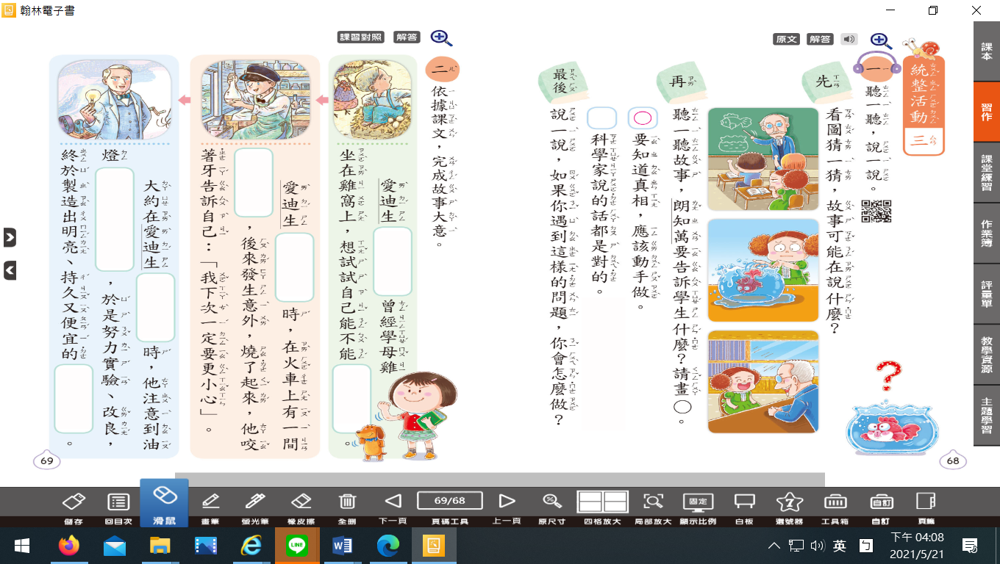 翰林電子書
課習對照
解答
原文
解答
課本
習作
課堂練習
作業簿
評量單
教學資源
主題學習
統整活動
三
一
聽一聽，說一說。
先
看圖猜一猜，故事可能在說什麼？
再
聽一聽故事，朗知萬要告訴學生什麼？請畫○。
○要知道真相，應該動手做。
科學家說的話都是對的。
最後
說一說，如果你遇到這樣的問題，你會怎麼做？
?
68
二
依據課文，完成故事大意。
愛迪生　曾經學母雞
坐在雞窩上，想試試自己能不能　。
愛迪生　時，在火車上有一間
，後來發生意外，燒了起來，他咬
著牙告訴自己：「我下次一定要更小心」。
大約在愛迪生　時，他注意到油
燈　，於是努力實驗、改良，
終於製造出明亮、持久又便宜的　。
69
儲存
回目次
滑鼠
畫筆
螢光筆
橡皮擦
全刪
下一頁
69/68
頁碼工具
上一頁
原尺寸
四格放大
局部放大
固定
顯示比例
白板
7
選號器
工具箱
自訂
自訂
頁籤
LINE
英
下午 04:08
2021/5/21